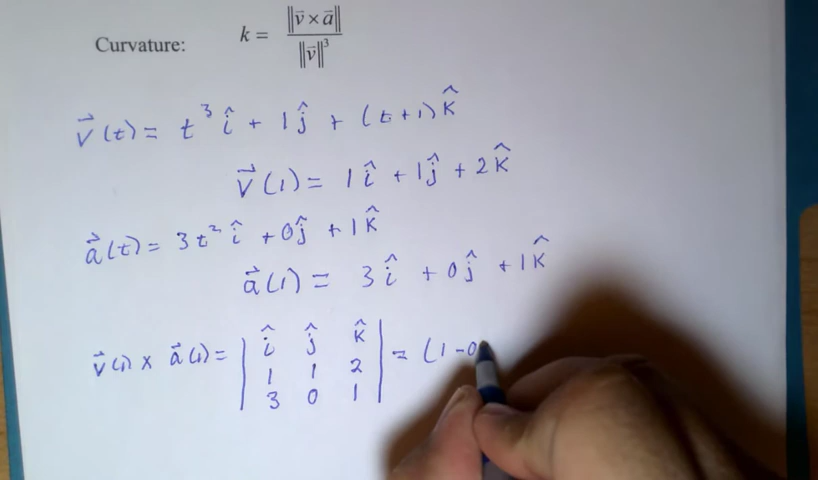 Curvature: k = ‖v⃗ × a⃗‖ / ‖v⃗‖³
v⃗(t) = t³ î + 1 ĵ + (t+1) k̂
v⃗(1) = 1 î + 1 ĵ + 2 k̂
a⃗(t) = 3t² î + 0 ĵ + 1 k̂
a⃗(1) = 3 î + 0 ĵ + 1 k̂
v⃗(1) × a⃗(1) = | î ĵ k̂ | = (1-0
1 1 2
3 0 1